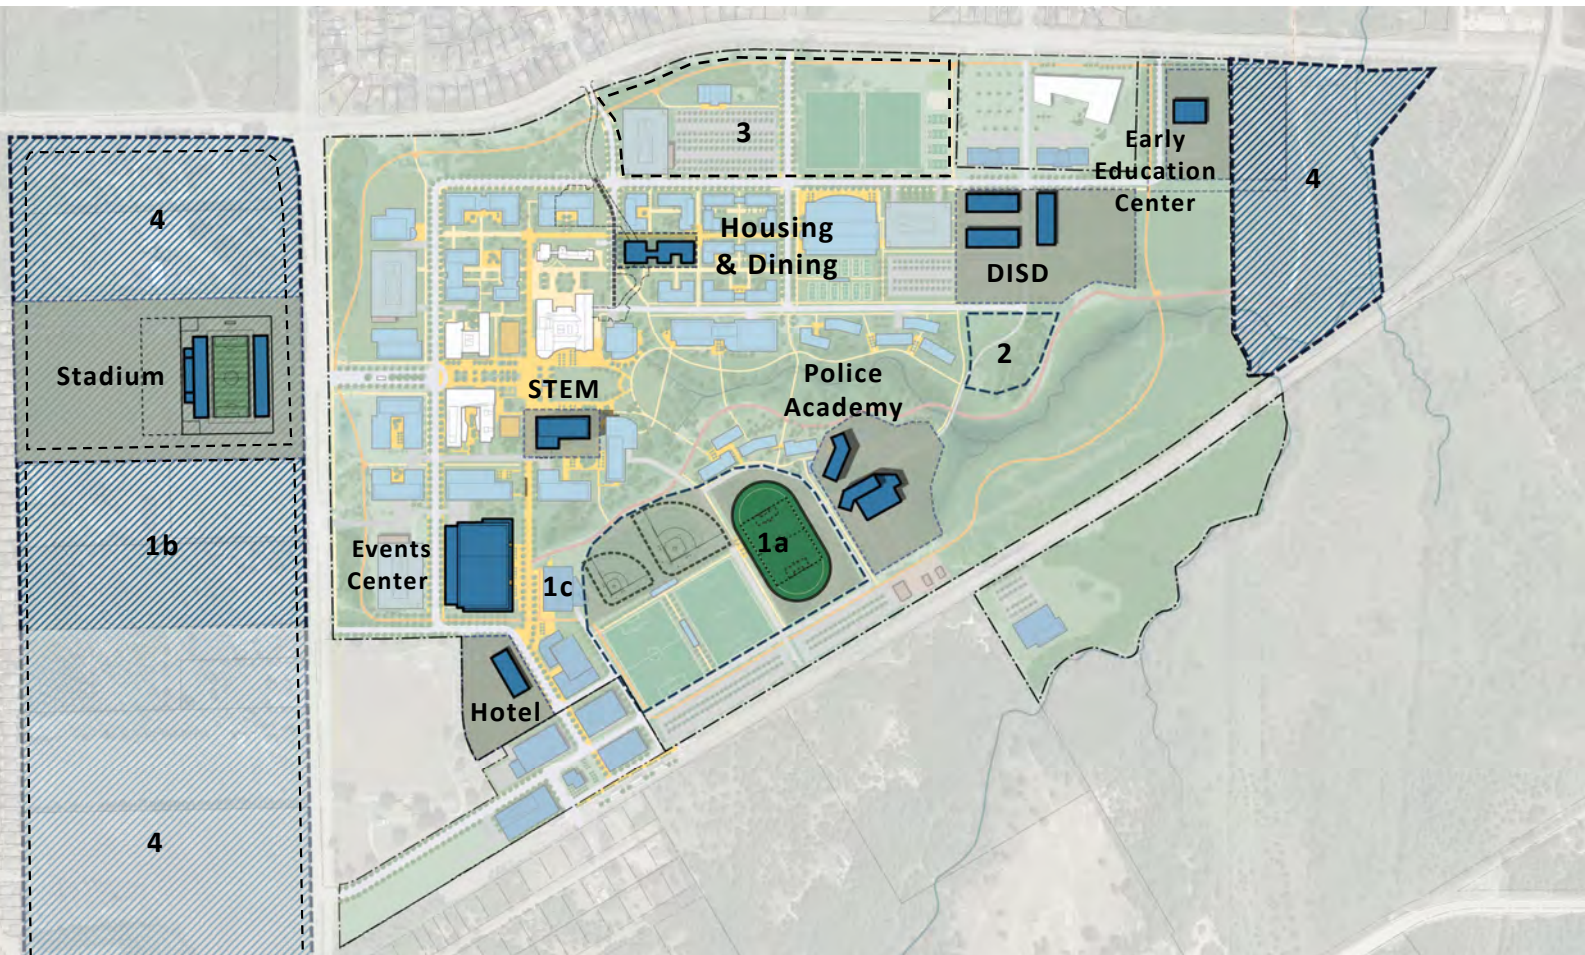 3
Early
Education
Center
4
4
Housing
& Dining
DISD
Stadium
STEM
Police
Academy
2
1b
Events
Center
1c
1a
Hotel
4